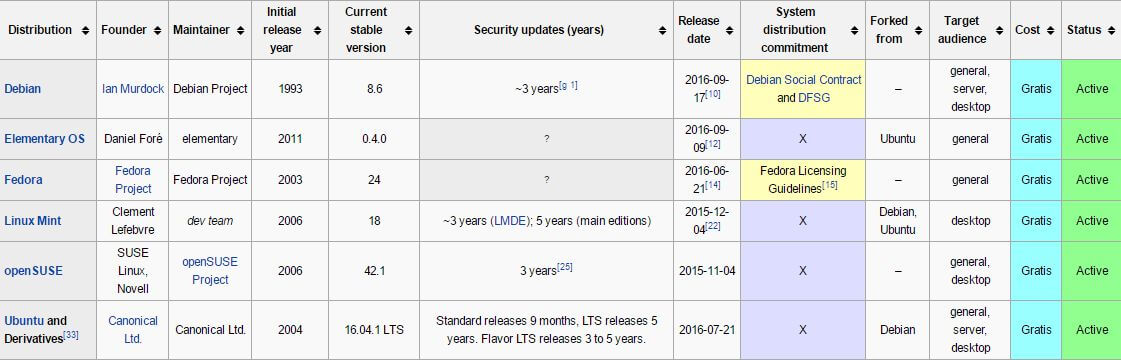 Distribution Founder Maintainer Initial release year Current stable version Security updates (years) Release date System distribution commitment Forked from Target audience Cost Status
Debian Ian Murdock Debian Project 1993 8.6 ~3 years[g 1] 2016-09-17[10] Debian Social Contract and DFSG – general, server, desktop Gratis Active
Elementary OS Daniel Foré elementary 2011 0.4.0 ? 2016-09-09[12] X Ubuntu general Gratis Active
Fedora Fedora Project Fedora Project 2003 24 ? 2016-06-21[14] Fedora Licensing Guidelines[15] – general Gratis Active
Linux Mint Clement Lefebvre dev team 2006 18 ~3 years (LMDE); 5 years (main editions) 2015-12-04[22] X Debian, Ubuntu desktop Gratis Active
openSUSE SUSE Linux, Novell openSUSE Project 2006 42.1 3 years[25] 2015-11-04 X – general, desktop Gratis Active
Ubuntu and Derivatives[33] Canonical Ltd. Canonical Ltd. 2004 16.04.1 LTS Standard releases 9 months, LTS releases 5 years. Flavor LTS releases 3 to 5 years. 2016-07-21 X Debian general, server, desktop Gratis Active